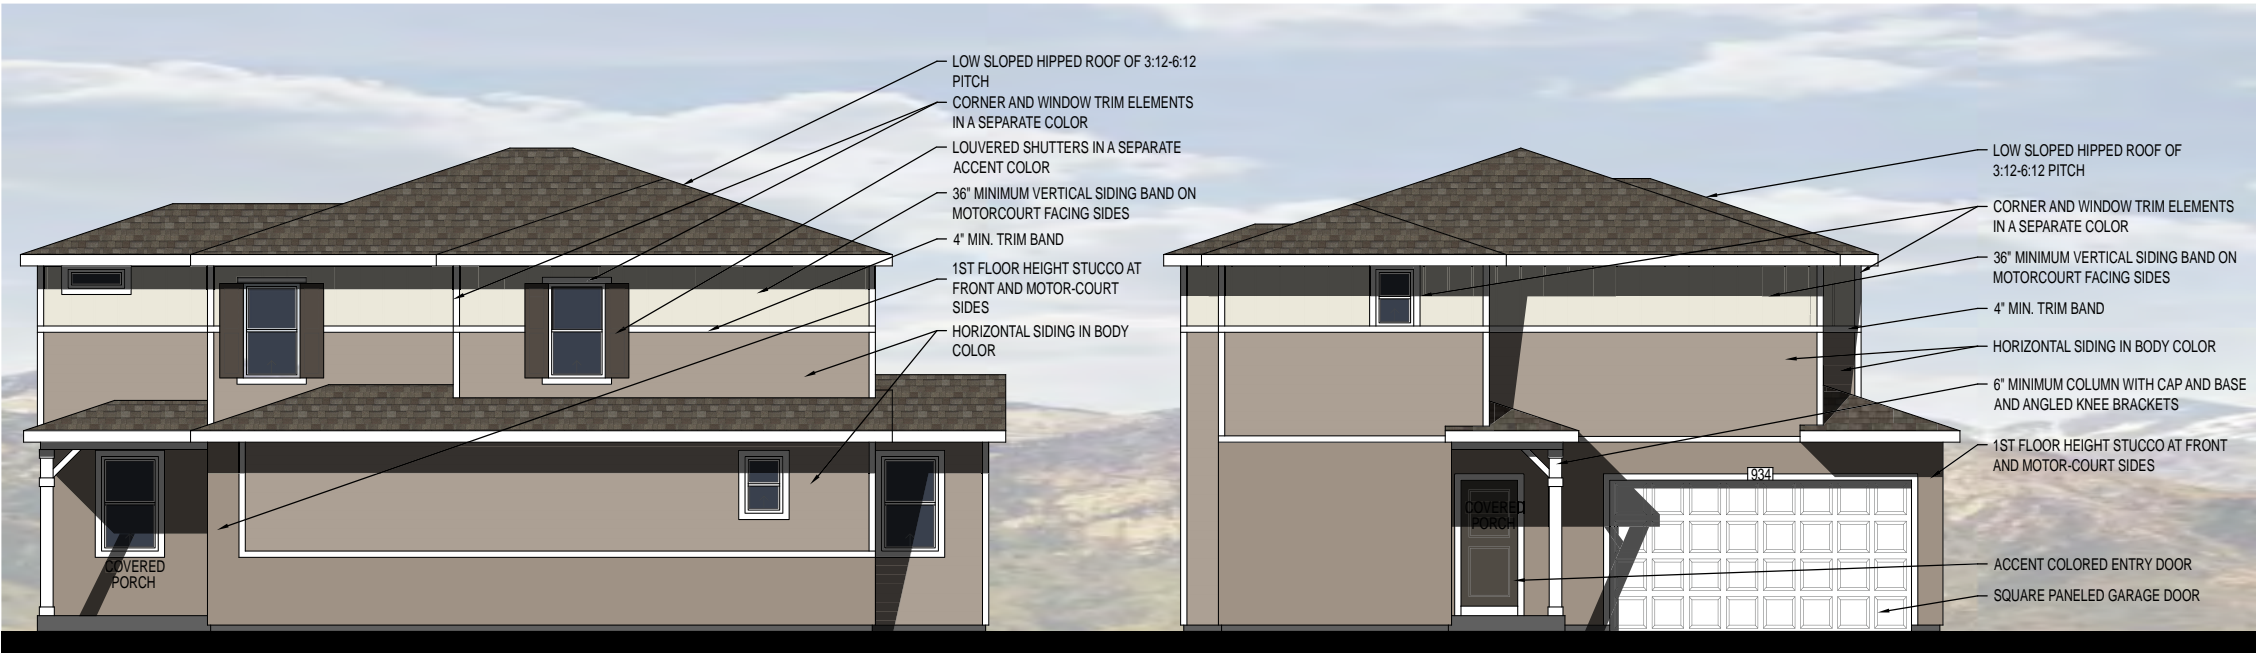 LOW SLOPED HIPPED ROOF OF 3:12-6:12
PITCH
CORNER AND WINDOW TRIM ELEMENTS
IN A SEPARATE COLOR
LOUVERED SHUTTERS IN A SEPARATE
ACCENT COLOR
36" MINIMUM VERTICAL SIDING BAND ON
MOTORCOURT FACING SIDES
4" MIN. TRIM BAND
1ST FLOOR HEIGHT STUCCO AT
FRONT AND MOTOR-COURT
SIDES
HORIZONTAL SIDING IN BODY
COLOR
COVERED
PORCH
LOW SLOPED HIPPED ROOF OF
3:12-6:12 PITCH
CORNER AND WINDOW TRIM ELEMENTS
IN A SEPARATE COLOR
36" MINIMUM VERTICAL SIDING BAND ON
MOTORCOURT FACING SIDES
4" MIN. TRIM BAND
HORIZONTAL SIDING IN BODY COLOR
6" MINIMUM COLUMN WITH CAP AND BASE
AND ANGLED KNEE BRACKETS
1ST FLOOR HEIGHT STUCCO AT FRONT
AND MOTOR-COURT SIDES
934
COVERED
PORCH
ACCENT COLORED ENTRY DOOR
SQUARE PANELED GARAGE DOOR